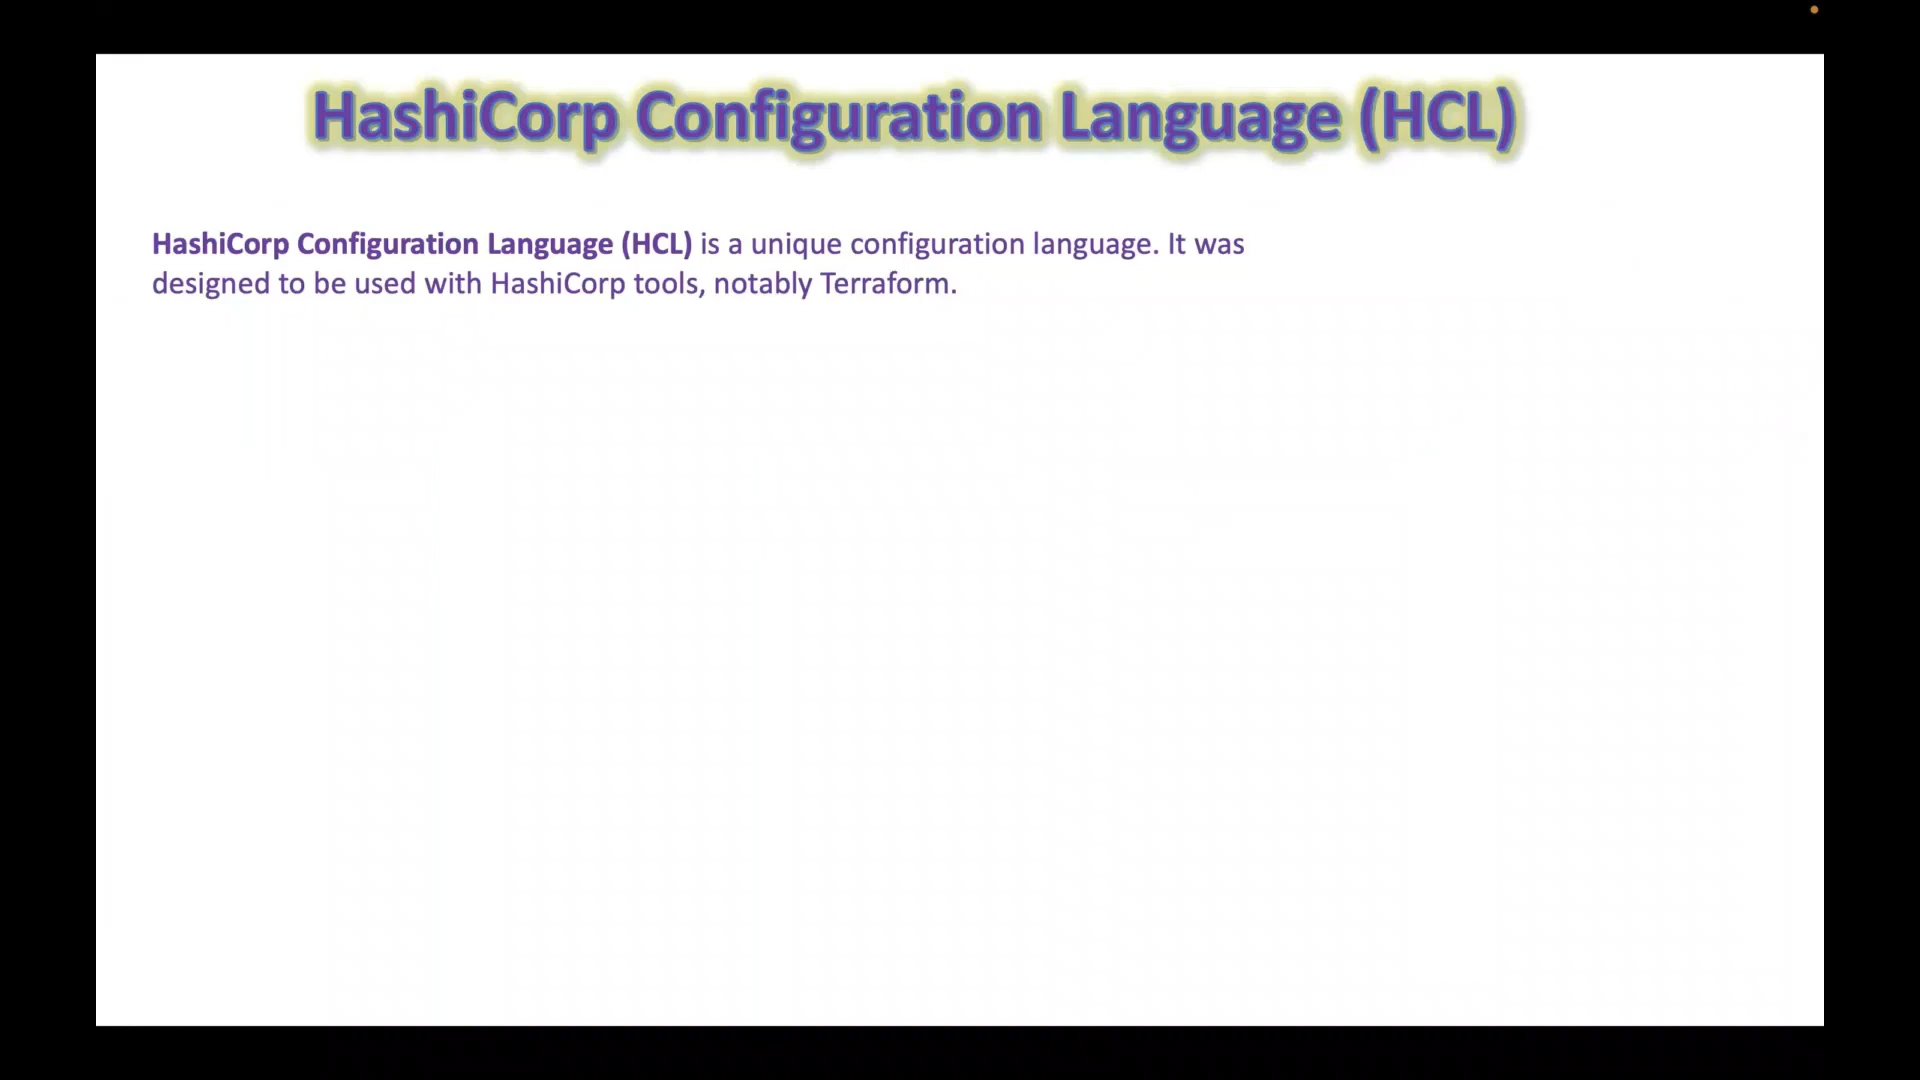 HashiCorp Configuration Language (HCL)
HashiCorp Configuration Language (HCL) is a unique configuration language. It was
designed to be used with HashiCorp tools, notably Terraform.